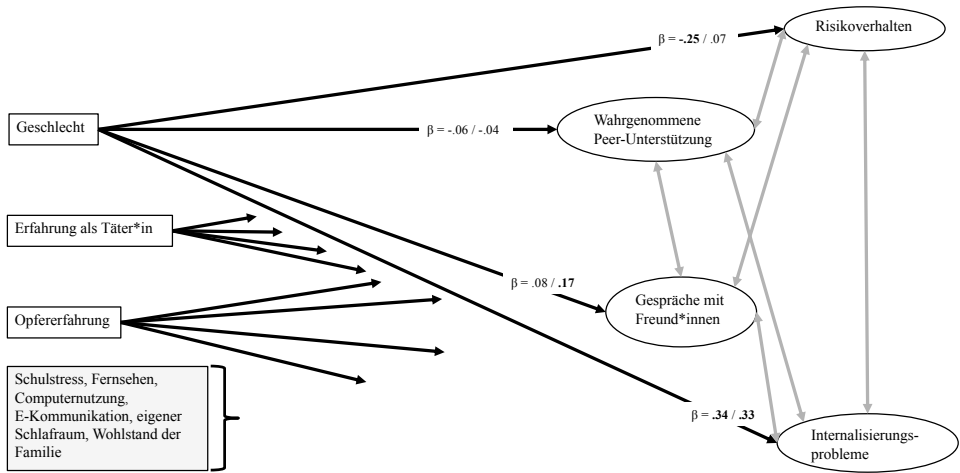 Risikoverhalten
β = -.25 / .07
Geschlecht
β = -.06 / -.04
Wahrgenommene
Peer-Unterstützung
Erfahrung als Täter*in
β = .08 / .17
Gespräche mit
Freund*innen
Opfererfahrung
Schulstress, Fernsehen,
Computernutzung,
E-Kommunikation, eigener
Schlafraum, Wohlstand der
Familie
β = .34 / .33
Internalisierungs-
probleme